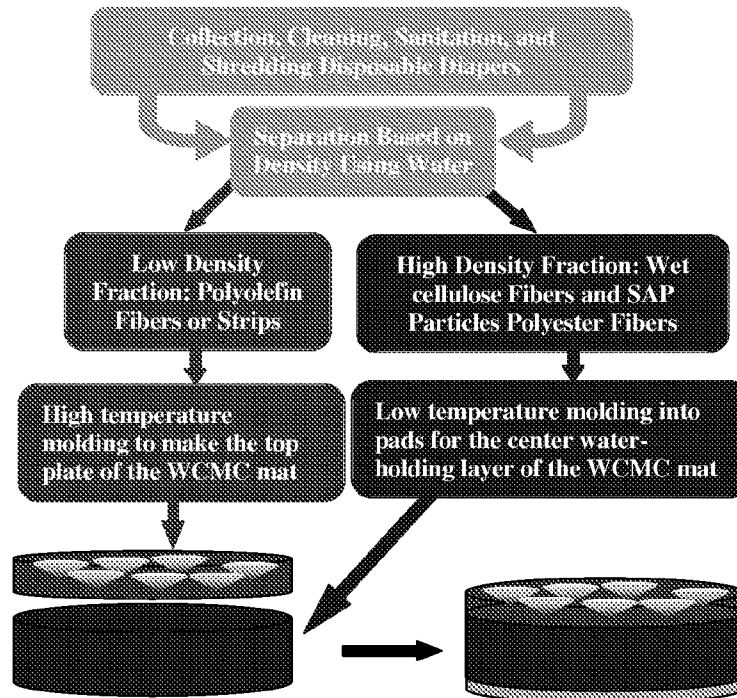 Collection, Cleaning, Sanitation, and
Shredding Disposable Diapers
Separation Based on
Density Using Water
Low Density
Fraction: Polyolefin
Fibers or Strips
High Density Fraction: Wet
cellulose Fibers and SAP
Particles Polyester Fibers
High temperature
molding to make the top
plate of the WCMC mat
Low temperature molding into
pads for the center water-
holding layer of the WCMC mat